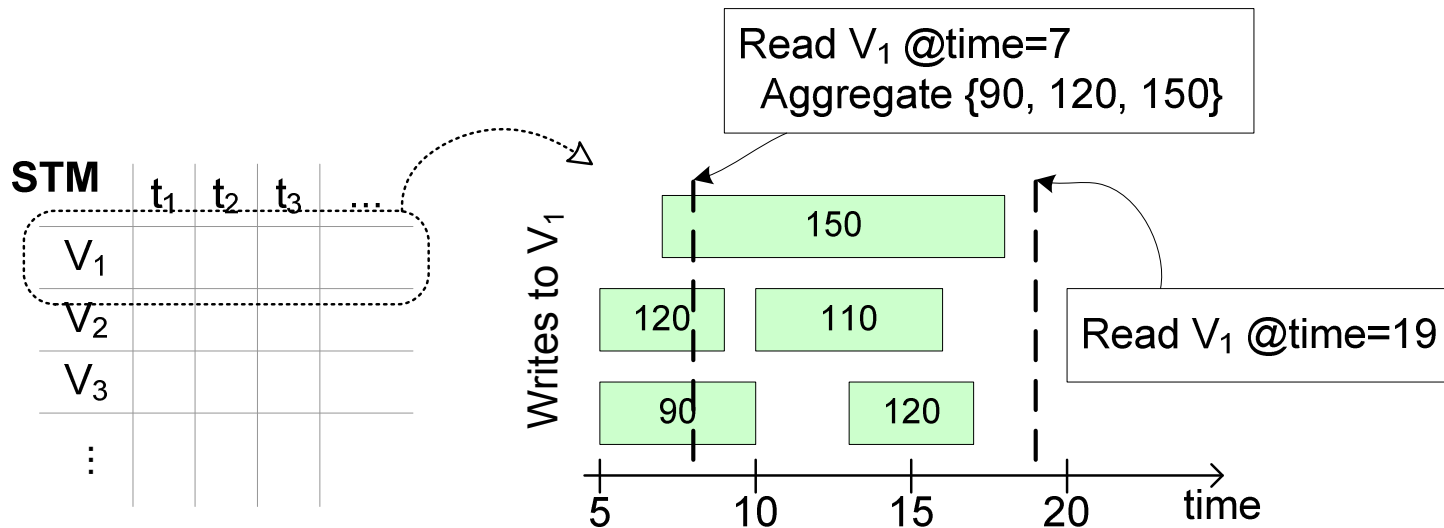 Read V₁ @time=7
Aggregate {90, 120, 150}
STM
t₁ t₂ t₃ ...
V₁
V₂
V₃
⋮
Writes to V₁
150
120 110
90 120
Read V₁ @time=19
5 10 15 20 time